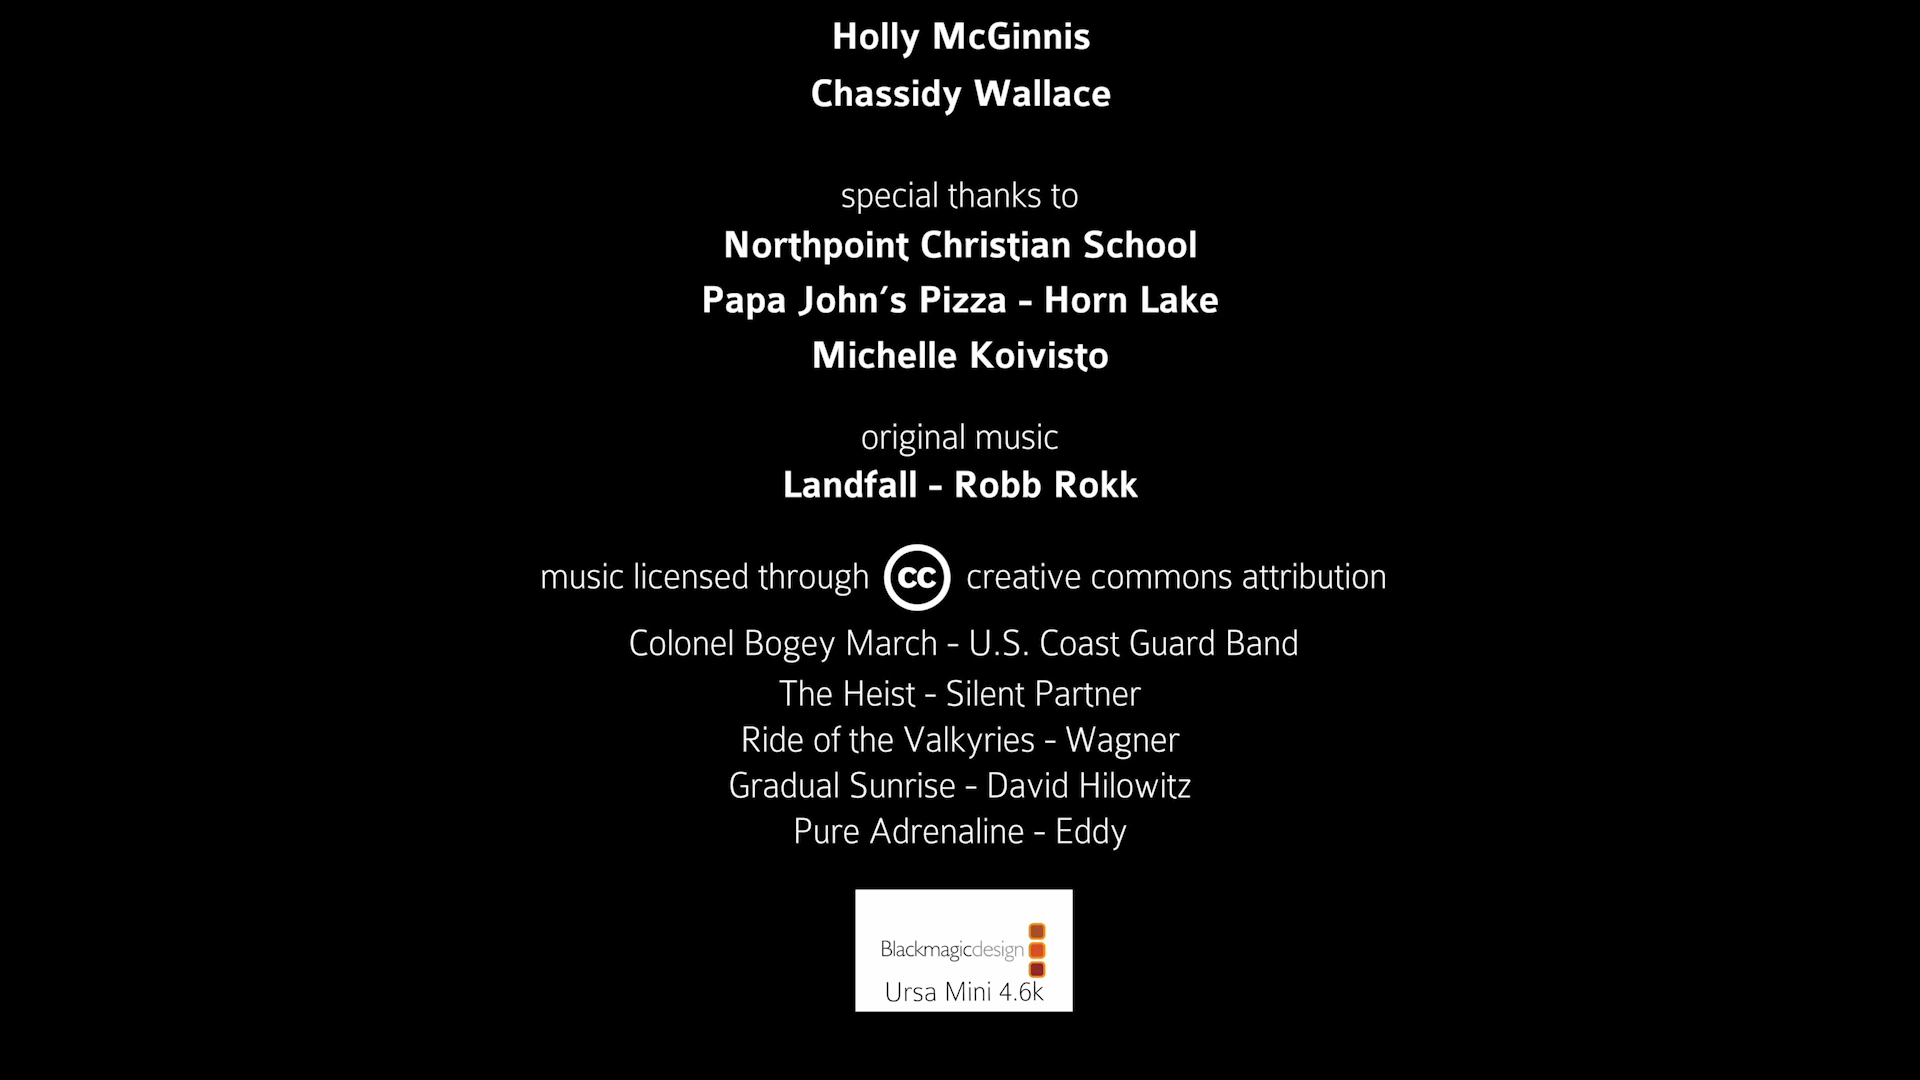 Holly McGinnis
Chassidy Wallace
special thanks to
Northpoint Christian School
Papa John's Pizza - Horn Lake
Michelle Koivisto
original music
Landfall - Robb Rokk
music licensed through cc creative commons attribution
Colonel Bogey March - U.S. Coast Guard Band
The Heist - Silent Partner
Ride of the Valkyries - Wagner
Gradual Sunrise - David Hilowitz
Pure Adrenaline - Eddy
Blackmagicdesign
Ursa Mini 4.6k